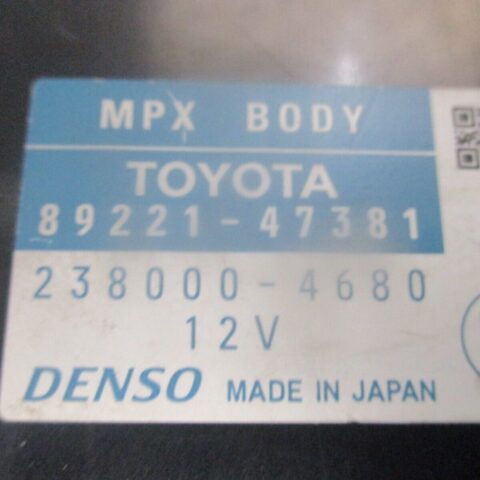 MPX BODY
TOYOTA
89221-47381
238000-4680
12V
DENSO MADE IN JAPAN